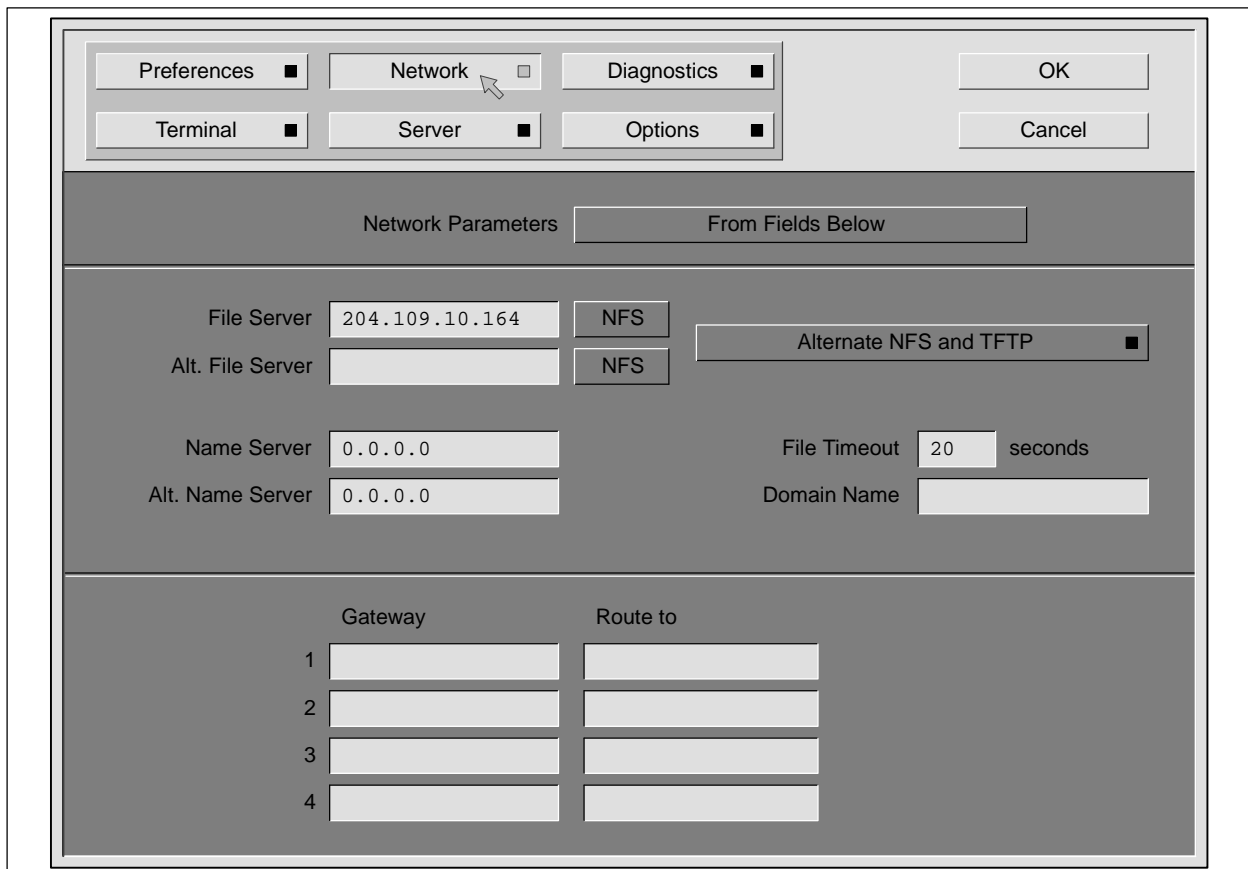 Preferences Network Diagnostics OK
Terminal Server Options Cancel
Network Parameters From Fields Below
File Server 204.109.10.164 NFS
Alternate NFS and TFTP
Alt. File Server NFS
Name Server 0.0.0.0 File Timeout 20 seconds
Alt. Name Server 0.0.0.0 Domain Name
Gateway Route to
1
2
3
4